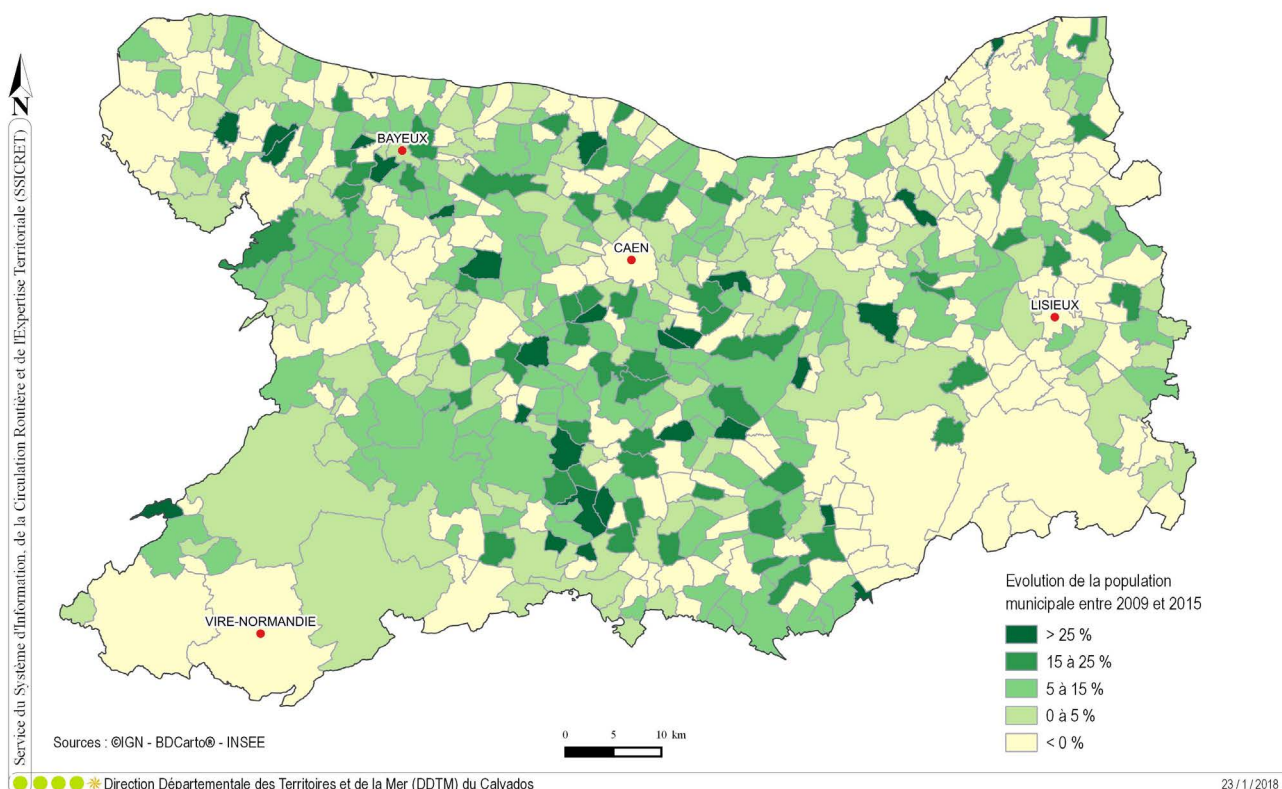 N
Service du Système d'Information, de la Circulation Routière et de l'Expertise Territoriale (SSICRET)
BAYEUX
CAEN
LISIEUX
VIRE-NORMANDIE
Evolution de la population
municipale entre 2009 et 2015
> 25 %
15 à 25 %
5 à 15 %
0 à 5 %
< 0 %
Sources : ©IGN - BDCarto® - INSEE
0 5 10 km
Direction Départementale des Territoires et de la Mer (DDTM) du Calvados
23 / 1 / 2018